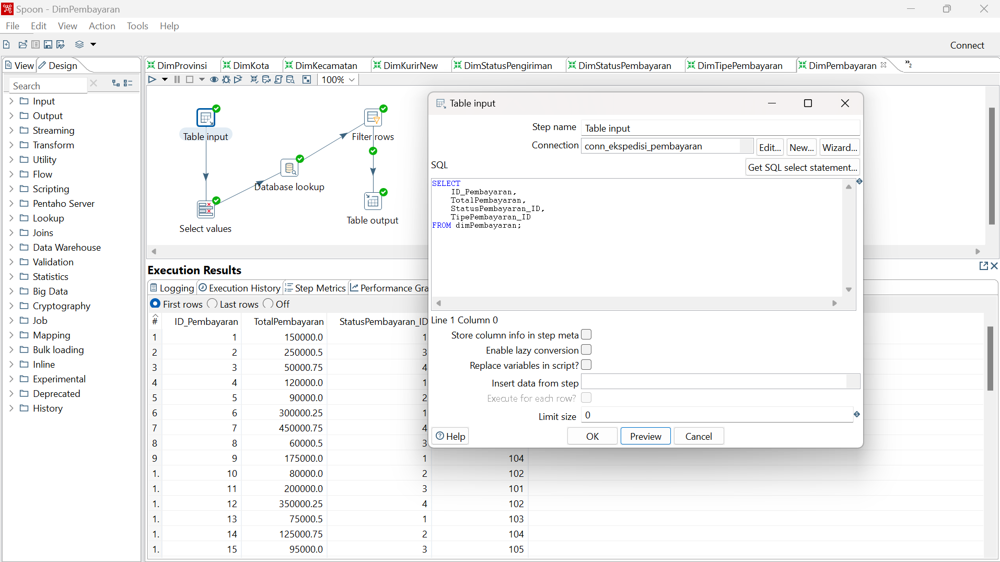 Spoon - DimPembayaran
File Edit View Action Tools Help
Connect
View Design
DimProvinsi DimKota DimKecamatan DimKurirNew DimStatusPengiriman DimStatusPembayaran DimTipePembayaran DimPembayaran »2
Search
100%
Input
Output
Streaming
Transform
Utility
Flow
Scripting
Pentaho Server
Lookup
Joins
Data Warehouse
Validation
Statistics
Big Data
Cryptography
Job
Mapping
Bulk loading
Inline
Experimental
Deprecated
History
Table input
Filter rows
Database lookup
Select values
Table output
Execution Results
Logging Execution History Step Metrics Performance Gra
First rows Last rows Off
# ID_Pembayaran TotalPembayaran StatusPembayaran_ID
1 1 150000.0 1
2 2 250000.5 3
3 3 50000.75 4
4 4 120000.0 1
5 5 90000.0 2
6 6 300000.25 1
7 7 450000.75 4
8 8 60000.5 3
9 9 175000.0 1 104
1. 10 80000.0 2 102
1. 11 200000.0 3 101
1. 12 350000.25 4 102
1. 13 75000.5 1 103
1. 14 125000.75 2 104
1. 15 95000.0 3 105
Table input
Step name Table input
Connection conn_ekspedisi_pembayaran Edit... New... Wizard...
SQL
Get SQL select statement...
SELECT
ID_Pembayaran,
TotalPembayaran,
StatusPembayaran_ID,
TipePembayaran_ID
FROM dimPembayaran;
Line 1 Column 0
Store column info in step meta
Enable lazy conversion
Replace variables in script?
Insert data from step
Execute for each row?
Limit size 0
Help OK Preview Cancel